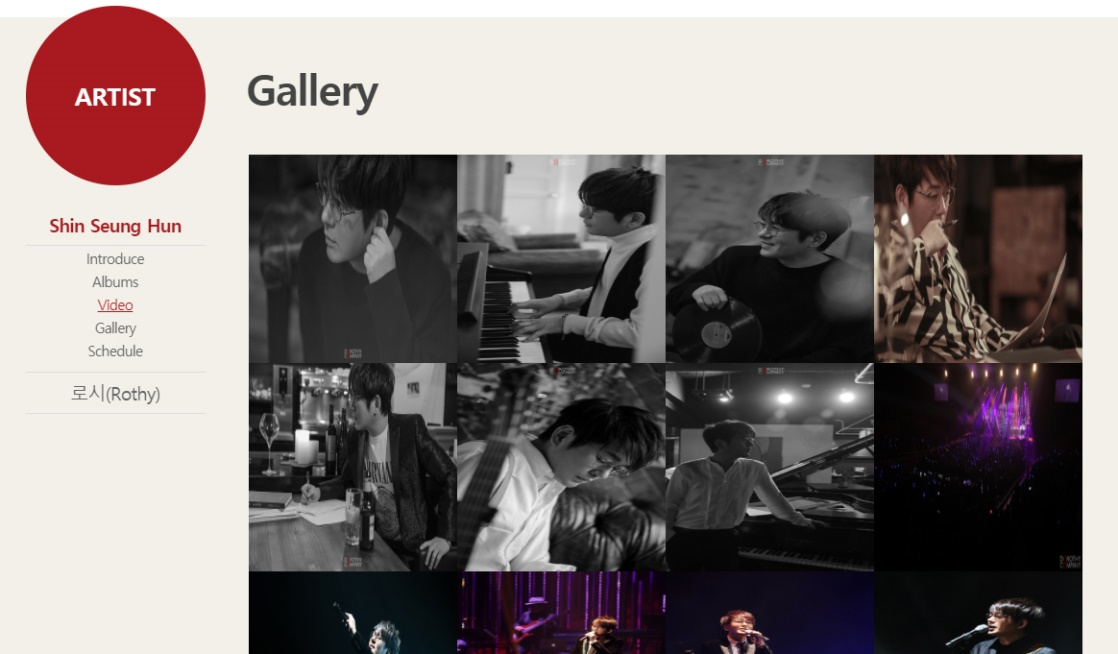 ARTIST
Gallery
Shin Seung Hun
Introduce
Albums
Video
Gallery
Schedule
로시(Rothy)